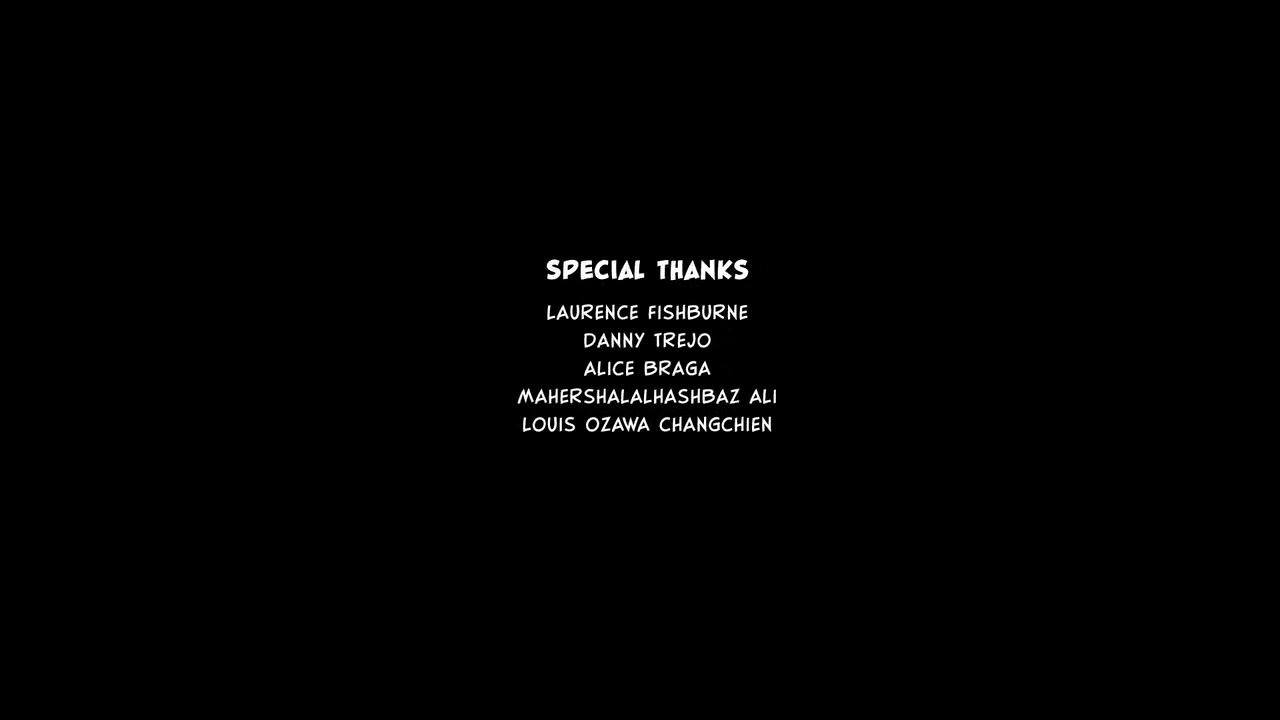 SPECIAL THANKS
LAURENCE FISHBURNE
DANNY TREJO
ALICE BRAGA
MAHERSHALALHASHBAZ ALI
LOUIS OZAWA CHANGCHIEN